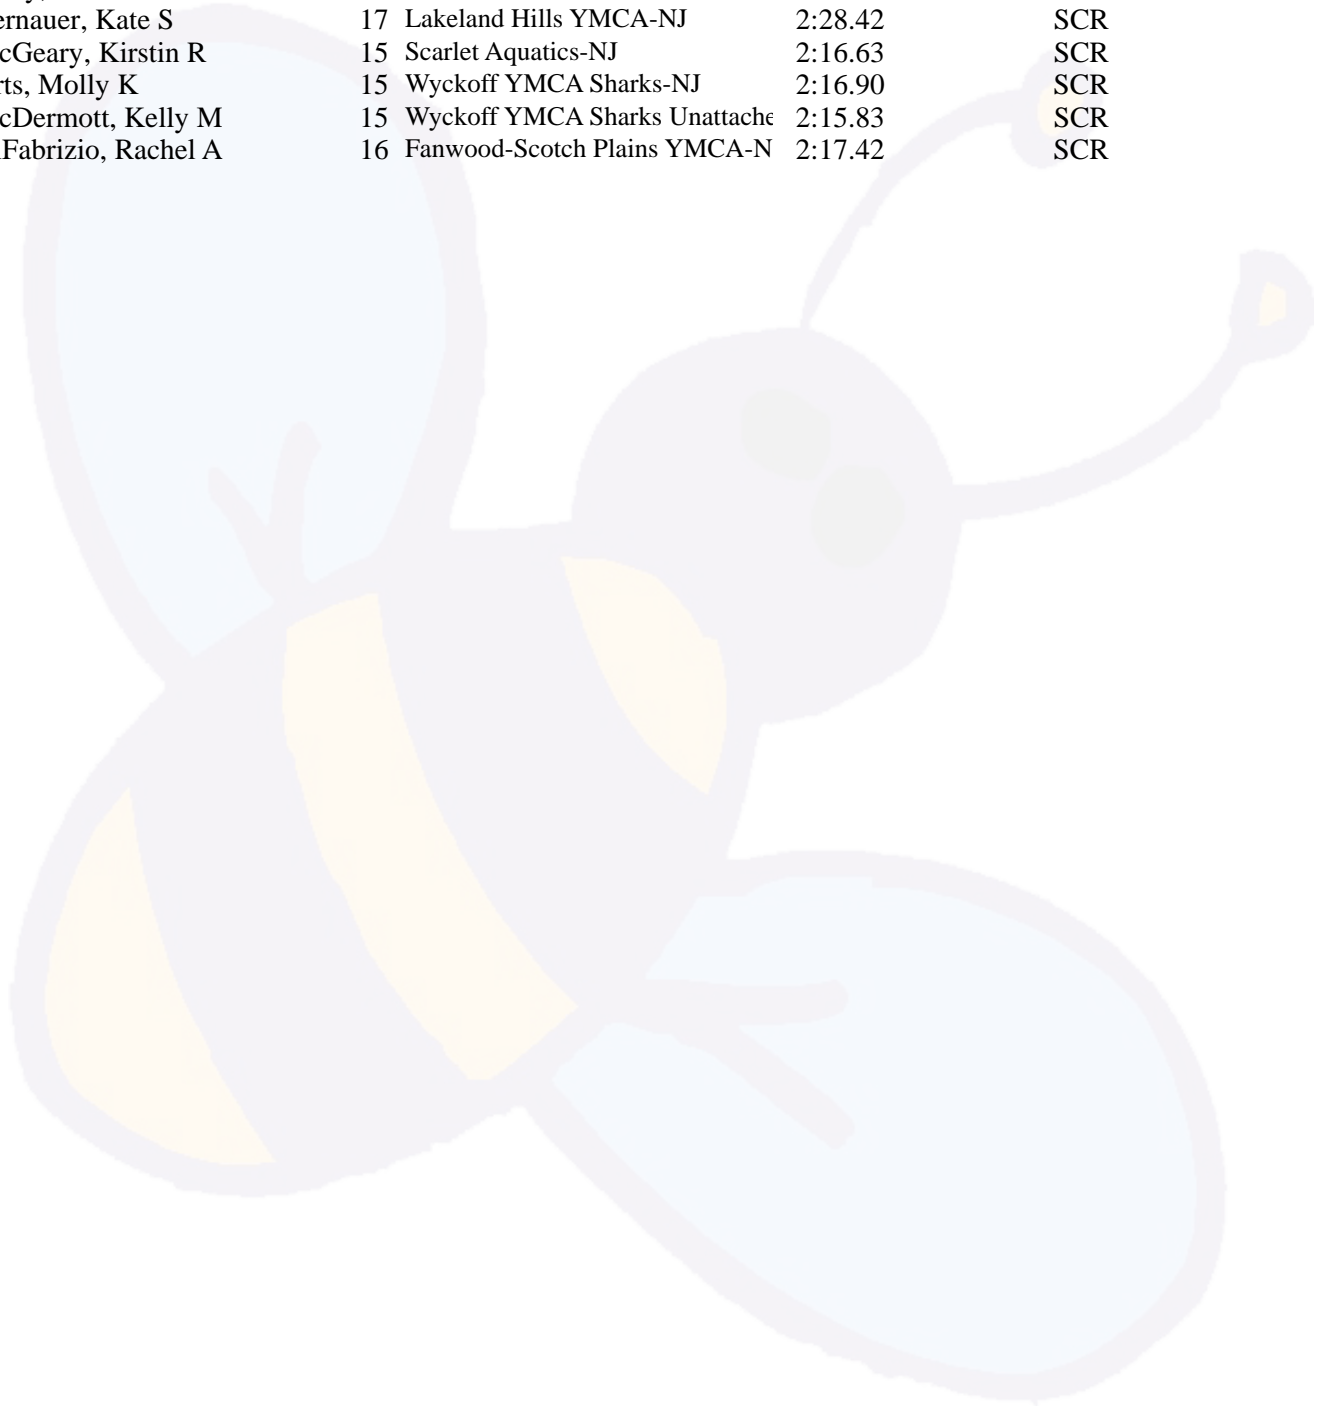 ernauer, Kate S 17 Lakeland Hills YMCA-NJ 2:28.42 SCR
cGeary, Kirstin R 15 Scarlet Aquatics-NJ 2:16.63 SCR
rts, Molly K 15 Wyckoff YMCA Sharks-NJ 2:16.90 SCR
cDermott, Kelly M 15 Wyckoff YMCA Sharks Unattache 2:15.83 SCR
Fabrizio, Rachel A 16 Fanwood-Scotch Plains YMCA-N 2:17.42 SCR